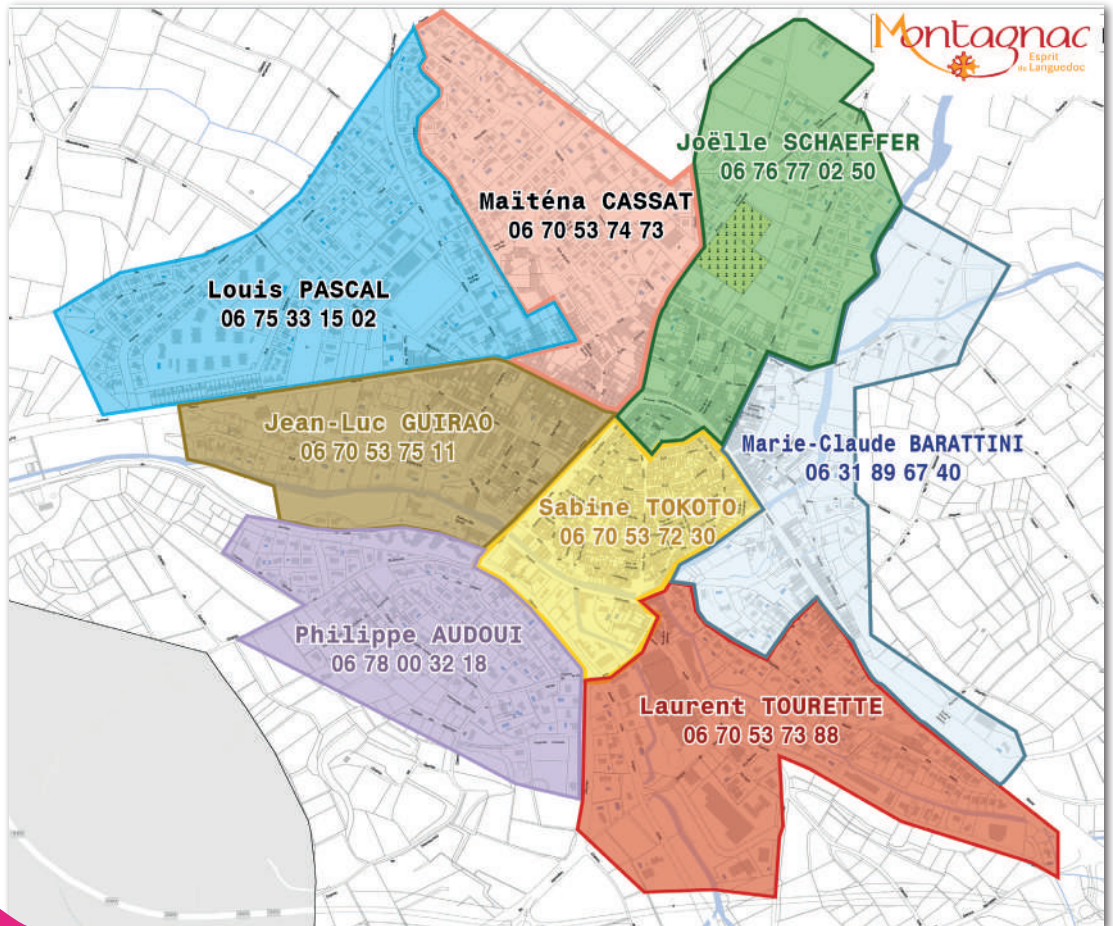 Montagnac
Esprit
du Languedoc
Joëlle SCHAEFFER
06 76 77 02 50
Maïténa CASSAT
06 70 53 74 73
Louis PASCAL
06 75 33 15 02
Jean-Luc GUIRAO
06 70 53 75 11
Marie-Claude BARATTINI
06 31 89 67 40
Sabine TOKOTO
06 70 53 72 30
Philippe AUDOUI
06 78 00 32 18
Laurent TOURETTE
06 70 53 73 88